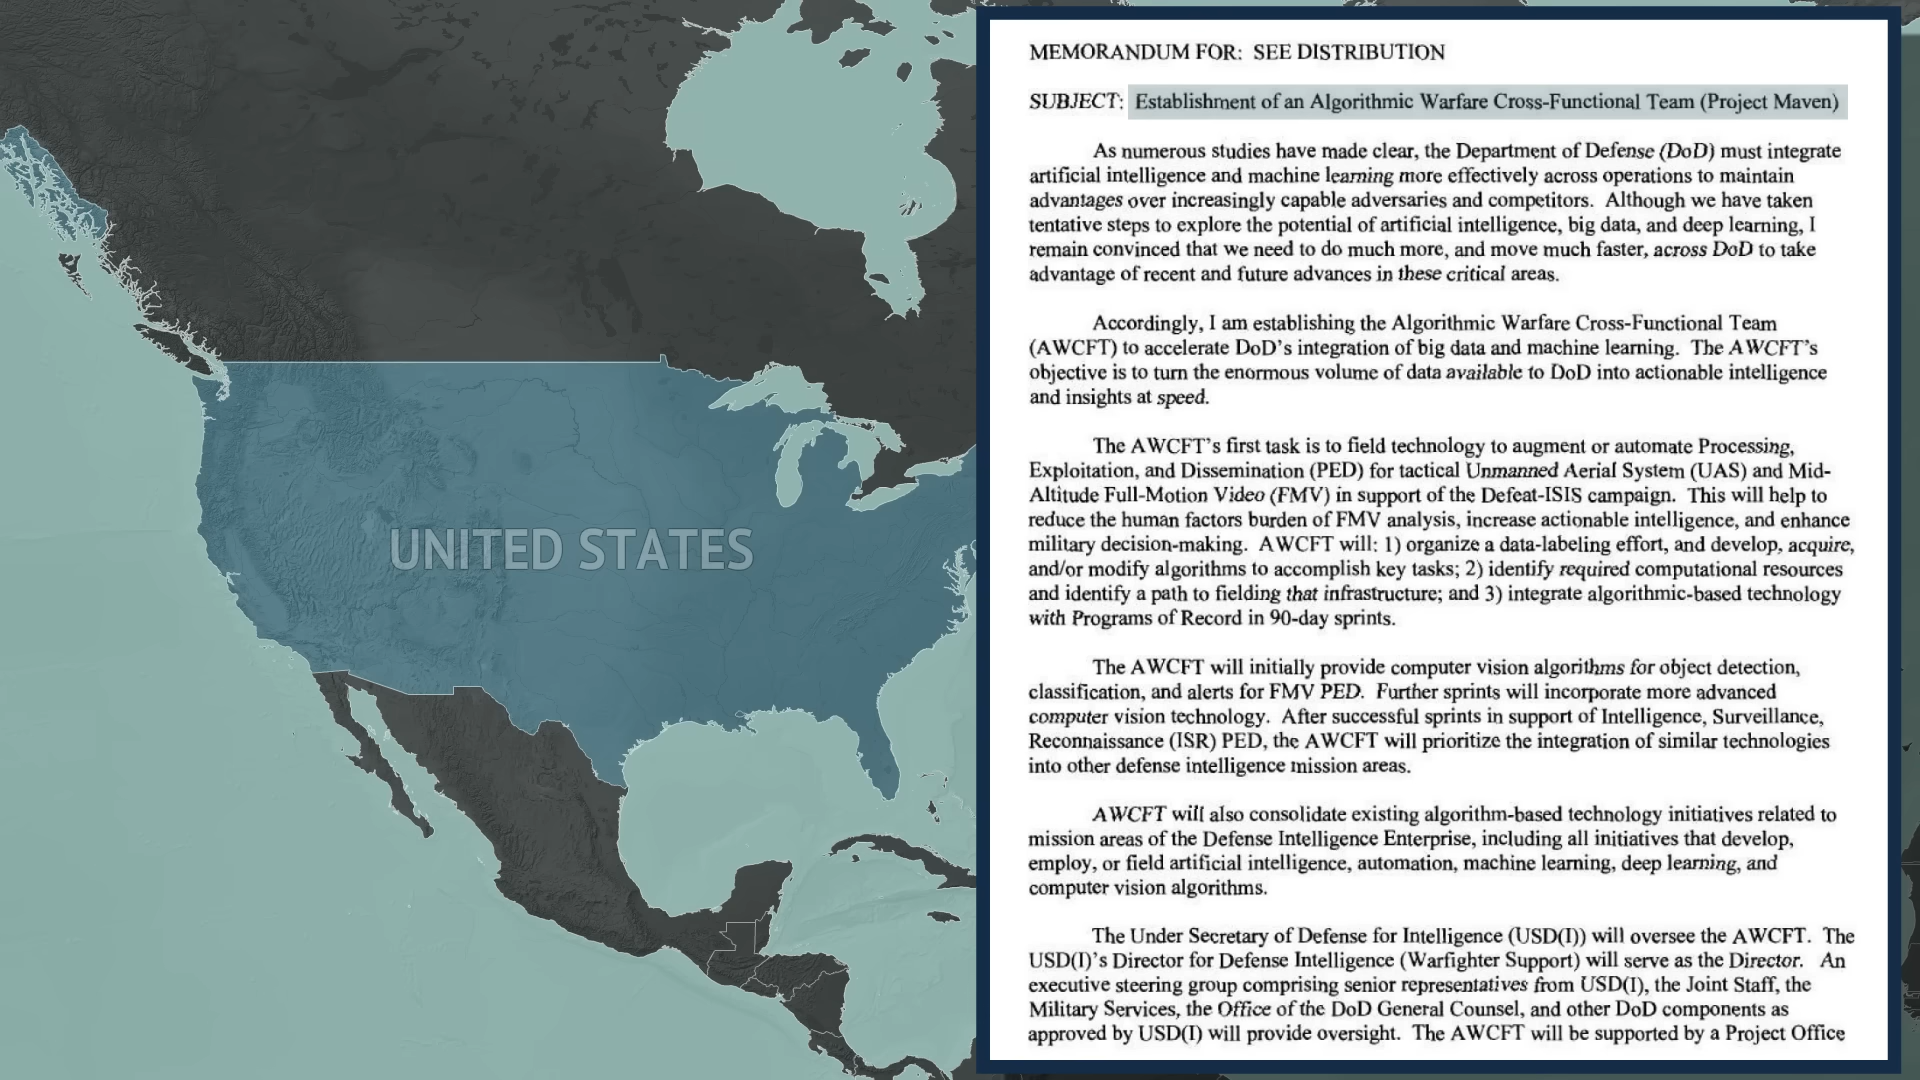 UNITED STATES
MEMORANDUM FOR: SEE DISTRIBUTION
SUBJECT: Establishment of an Algorithmic Warfare Cross-Functional Team (Project Maven)
As numerous studies have made clear, the Department of Defense (DoD) must integrate
artificial intelligence and machine learning more effectively across operations to maintain
advantages over increasingly capable adversaries and competitors. Although we have taken
tentative steps to explore the potential of artificial intelligence, big data, and deep learning, I
remain convinced that we need to do much more, and move much faster, across DoD to take
advantage of recent and future advances in these critical areas.
Accordingly, I am establishing the Algorithmic Warfare Cross-Functional Team
(AWCFT) to accelerate DoD's integration of big data and machine learning. The AWCFT's
objective is to turn the enormous volume of data available to DoD into actionable intelligence
and insights at speed.
The AWCFT's first task is to field technology to augment or automate Processing,
Exploitation, and Dissemination (PED) for tactical Unmanned Aerial System (UAS) and Mid-
Altitude Full-Motion Video (FMV) in support of the Defeat-ISIS campaign. This will help to
reduce the human factors burden of FMV analysis, increase actionable intelligence, and enhance
military decision-making. AWCFT will: 1) organize a data-labeling effort, and develop, acquire,
and/or modify algorithms to accomplish key tasks; 2) identify required computational resources
and identify a path to fielding that infrastructure; and 3) integrate algorithmic-based technology
with Programs of Record in 90-day sprints.
The AWCFT will initially provide computer vision algorithms for object detection,
classification, and alerts for FMV PED. Further sprints will incorporate more advanced
computer vision technology. After successful sprints in support of Intelligence, Surveillance,
Reconnaissance (ISR) PED, the AWCFT will prioritize the integration of similar technologies
into other defense intelligence mission areas.
AWCFT will also consolidate existing algorithm-based technology initiatives related to
mission areas of the Defense Intelligence Enterprise, including all initiatives that develop,
employ, or field artificial intelligence, automation, machine learning, deep learning, and
computer vision algorithms.
The Under Secretary of Defense for Intelligence (USD(I)) will oversee the AWCFT. The
USD(I)'s Director for Defense Intelligence (Warfighter Support) will serve as the Director. An
executive steering group comprising senior representatives from USD(I), the Joint Staff, the
Military Services, the Office of the DoD General Counsel, and other DoD components as
approved by USD(I) will provide oversight. The AWCFT will be supported by a Project Office